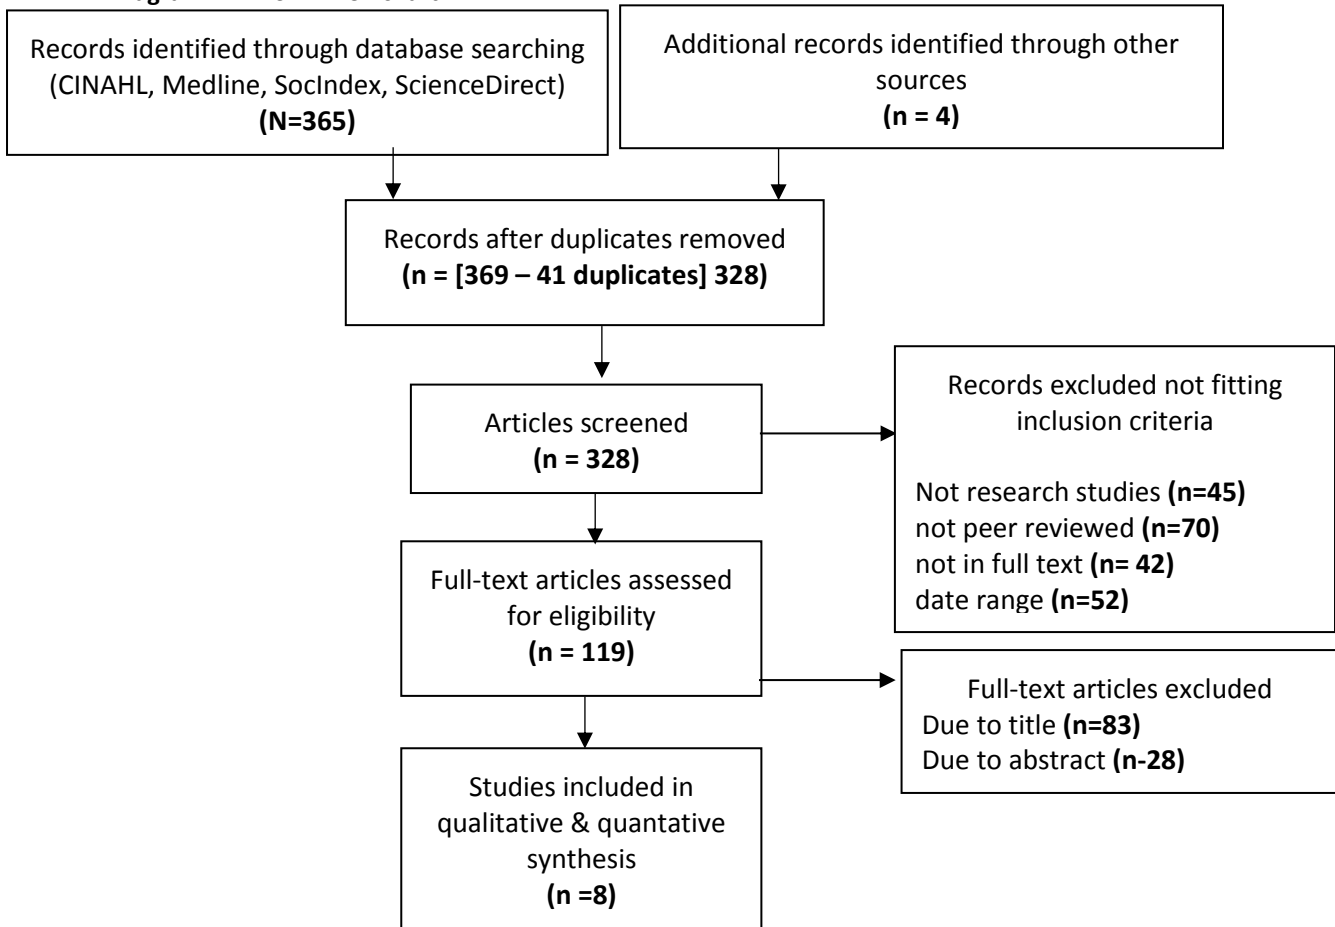 Records identified through database searching
(CINAHL, Medline, SocIndex, ScienceDirect)
(N=365)
Additional records identified through other
sources
(n = 4)
Records after duplicates removed
(n = [369 – 41 duplicates] 328)
Articles screened
(n = 328)
Records excluded not fitting
inclusion criteria
Not research studies (n=45)
not peer reviewed (n=70)
not in full text (n= 42)
date range (n=52)
Full-text articles assessed
for eligibility
(n = 119)
Full-text articles excluded
Due to title (n=83)
Due to abstract (n-28)
Studies included in
qualitative & quantative
synthesis
(n =8)